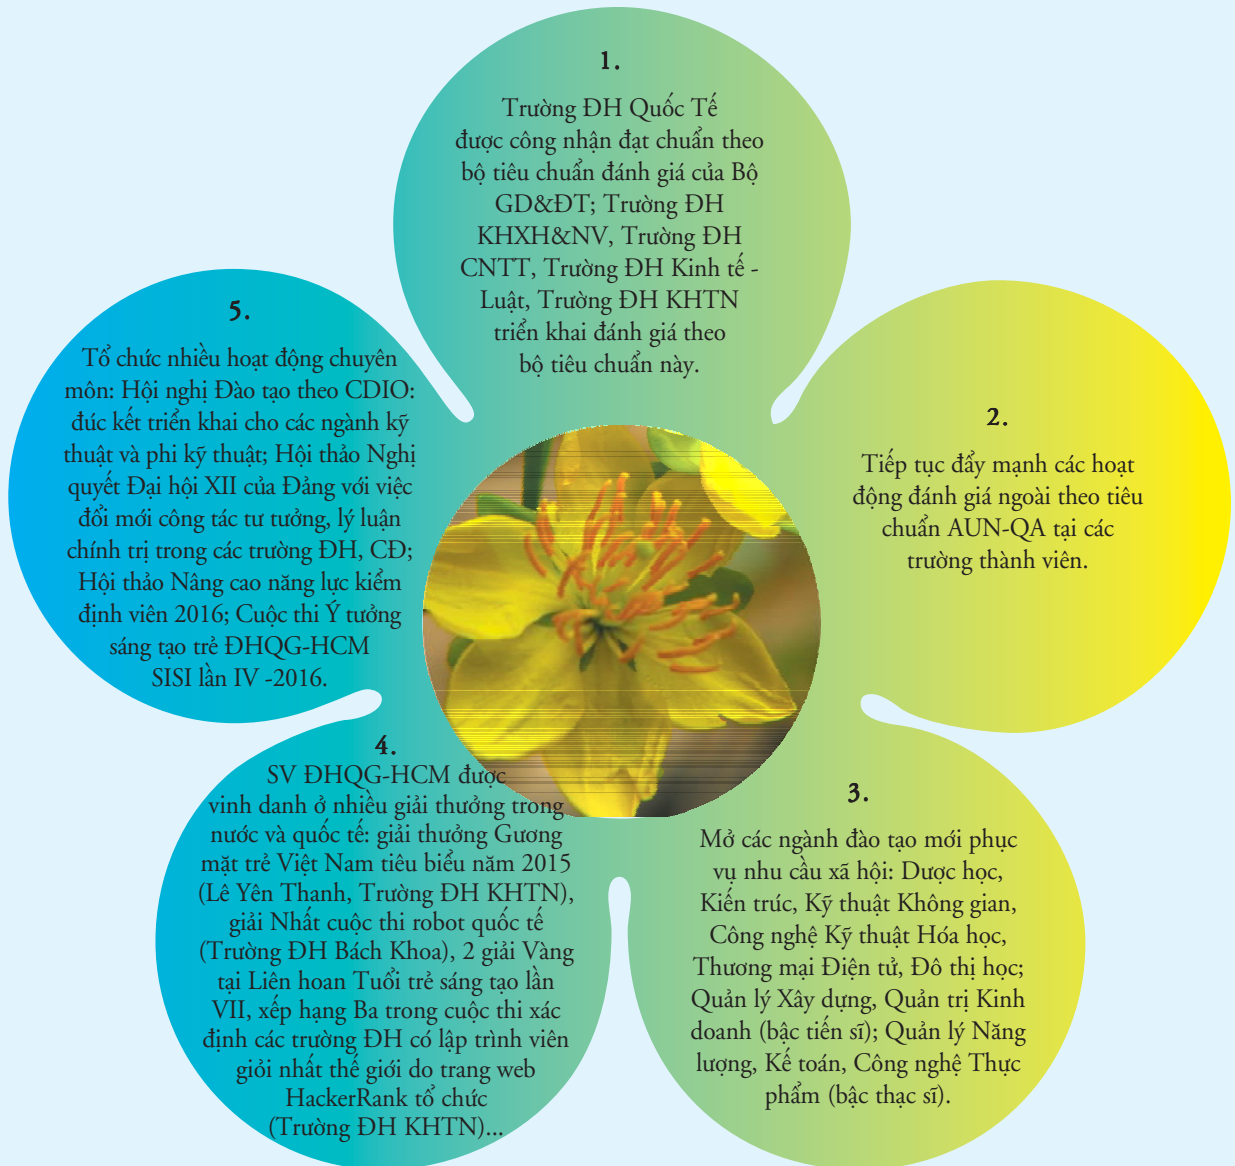 1.
Trường ĐH Quốc Tế
được công nhận đạt chuẩn theo
bộ tiêu chuẩn đánh giá của Bộ
GD&ĐT; Trường ĐH
KHXH&NV, Trường ĐH
CNTT, Trường ĐH Kinh tế -
Luật, Trường ĐH KHTN
triển khai đánh giá theo
bộ tiêu chuẩn này.
2.
Tiếp tục đẩy mạnh các hoạt
động đánh giá ngoài theo tiêu
chuẩn AUN-QA tại các
trường thành viên.
3.
Mở các ngành đào tạo mới phục
vụ nhu cầu xã hội: Dược học,
Kiến trúc, Kỹ thuật Không gian,
Công nghệ Kỹ thuật Hóa học,
Thương mại Điện tử, Đô thị học;
Quản lý Xây dựng, Quản trị Kinh
doanh (bậc tiến sĩ); Quản lý Năng
lượng, Kế toán, Công nghệ Thực
phẩm (bậc thạc sĩ).
4.
SV ĐHQG-HCM được
vinh danh ở nhiều giải thưởng trong
nước và quốc tế: giải thưởng Gương
mặt trẻ Việt Nam tiêu biểu năm 2015
(Lê Yên Thanh, Trường ĐH KHTN),
giải Nhất cuộc thi robot quốc tế
(Trường ĐH Bách Khoa), 2 giải Vàng
tại Liên hoan Tuổi trẻ sáng tạo lần
VII, xếp hạng Ba trong cuộc thi xác
định các trường ĐH có lập trình viên
giỏi nhất thế giới do trang web
HackerRank tổ chức
(Trường ĐH KHTN)...
5.
Tổ chức nhiều hoạt động chuyên
môn: Hội nghị Đào tạo theo CDIO:
đúc kết triển khai cho các ngành kỹ
thuật và phi kỹ thuật; Hội thảo Nghị
quyết Đại hội XII của Đảng với việc
đổi mới công tác tư tưởng, lý luận
chính trị trong các trường ĐH, CĐ;
Hội thảo Nâng cao năng lực kiểm
định viên 2016; Cuộc thi Ý tưởng
sáng tạo trẻ ĐHQG-HCM
SISI lần IV -2016.